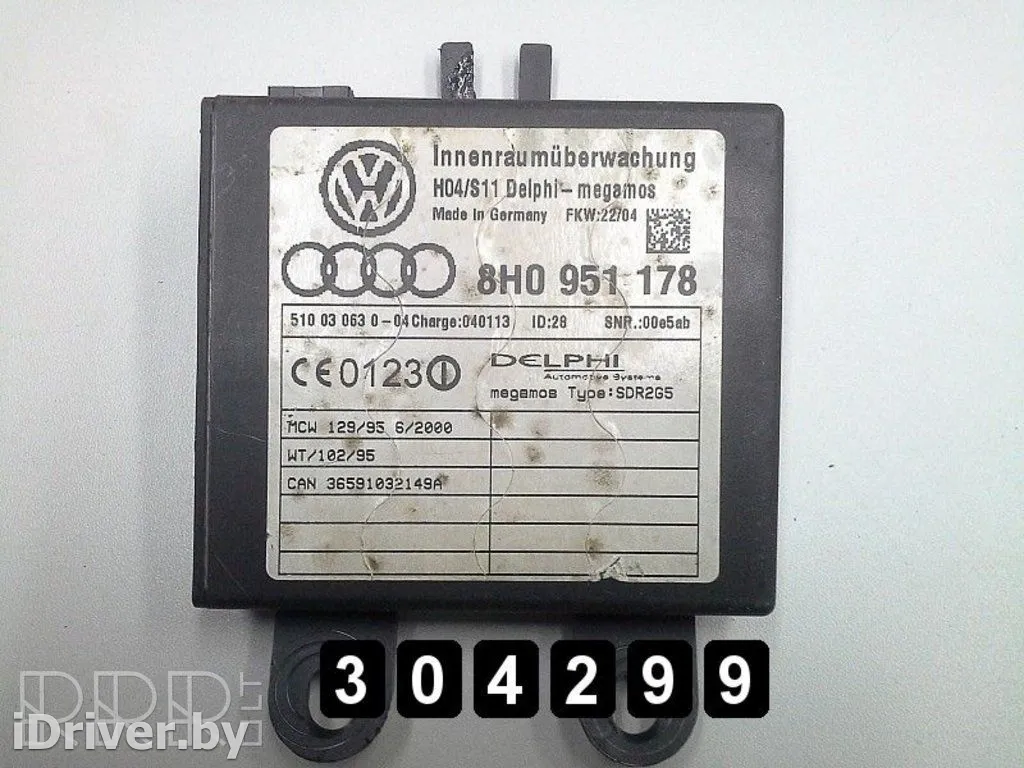 Innenraumüberwachung
H04/S11 Delphi-megamos
Made In Germany FKW:22/04
8H0 951 178
510 03 063 0-04 Charge:040113 ID:28 SNR.:00e5ab
CE0123
DELPHI
Automotive Systems
megamos Type:SDR2G5
MCW 129/95 6/2000
WT/102/95
CAN 36591032149A
304299
iDriver.by